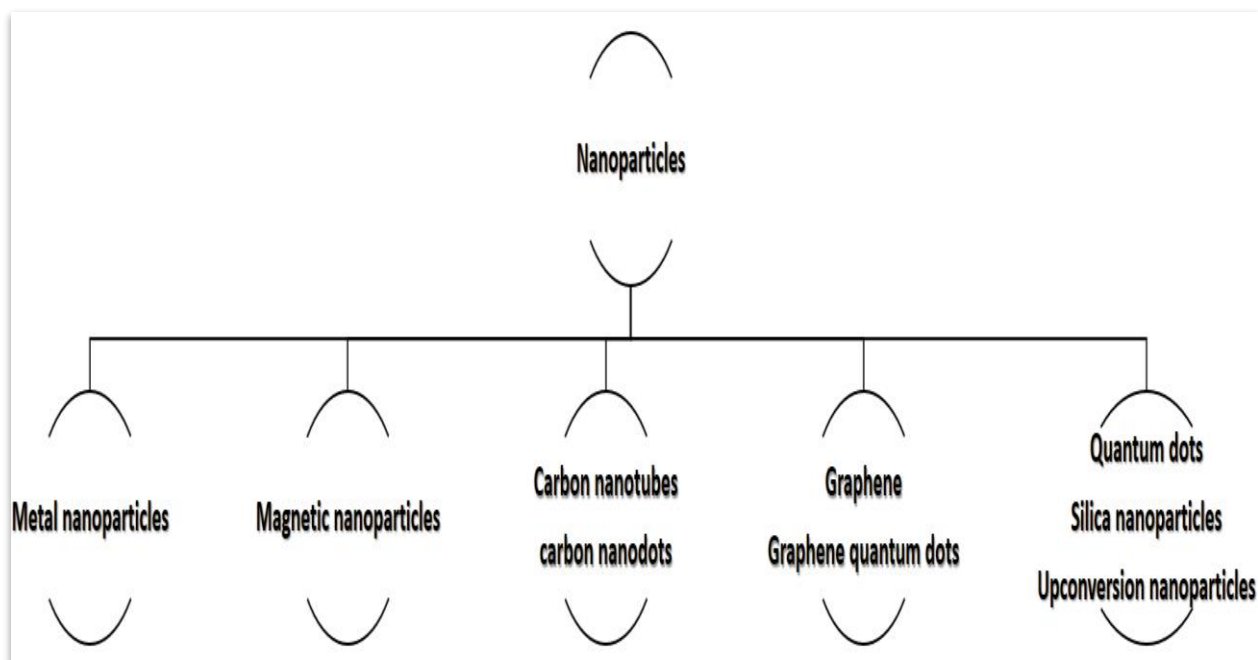 Nanoparticles
Metal nanoparticles
Magnetic nanoparticles
Carbon nanotubes
carbon nanodots
Graphene
Graphene quantum dots
Quantum dots
Silica nanoparticles
Upconversion nanoparticles